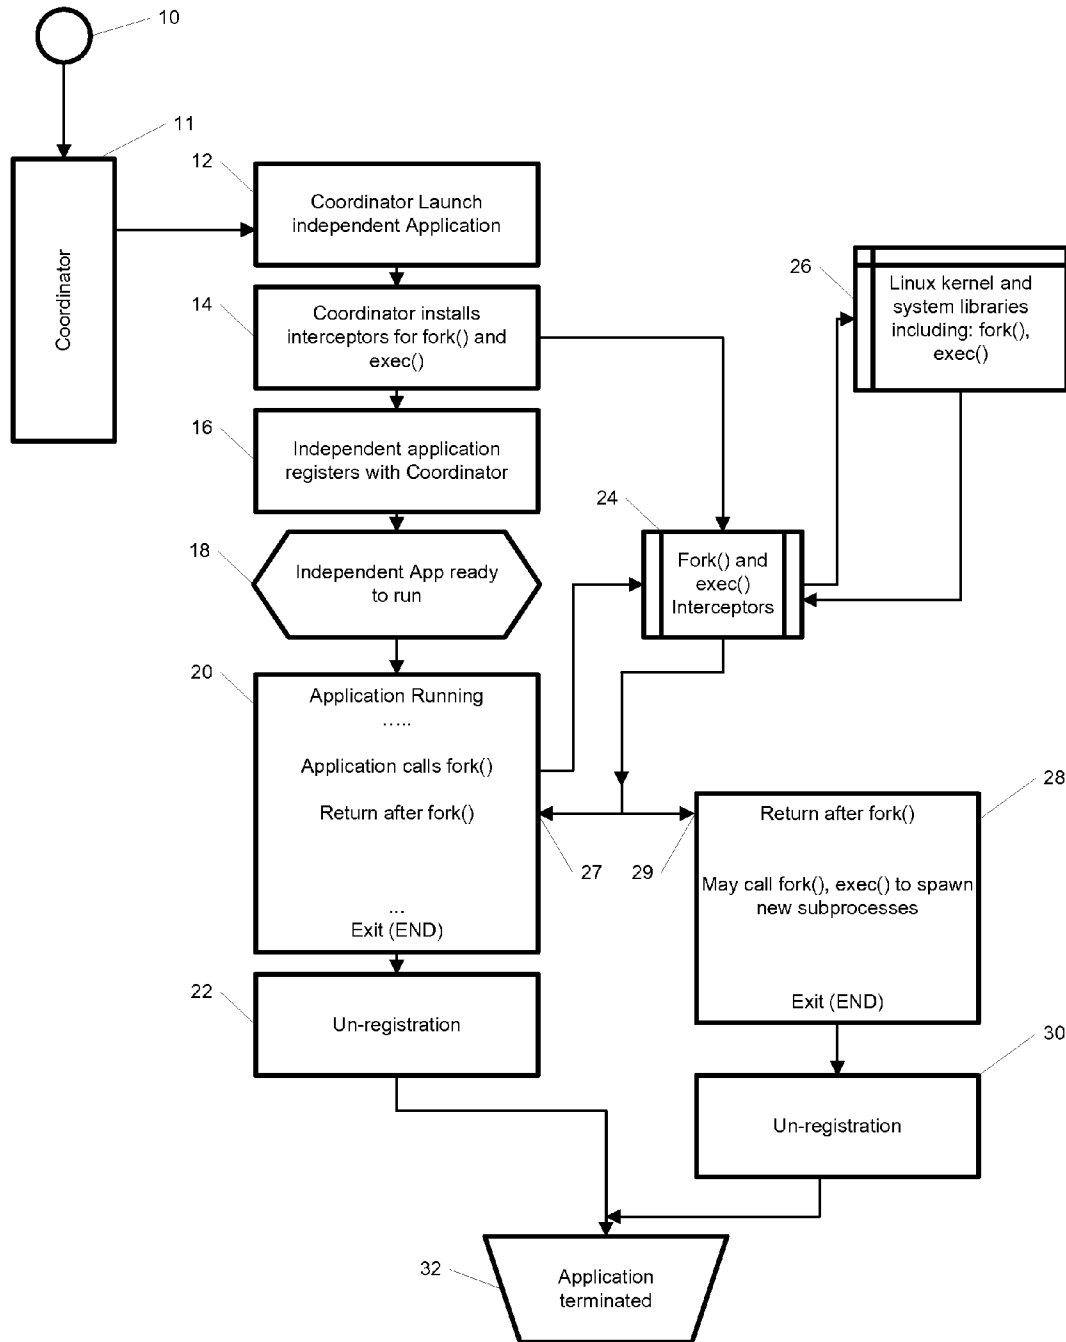 10
11
Coordinator
12
Coordinator Launch
independent Application
14
Coordinator installs
interceptors for fork() and
exec()
16
Independent application
registers with Coordinator
18
Independent App ready
to run
26
Linux kernel and
system libraries
including: fork(),
exec()
24
Fork() and
exec()
Interceptors
20
Application Running
.....
Application calls fork()
Return after fork()
...
Exit (END)
27
29
28
Return after fork()
May call fork(), exec() to spawn
new subprocesses
Exit (END)
22
Un-registration
30
Un-registration
32
Application
terminated